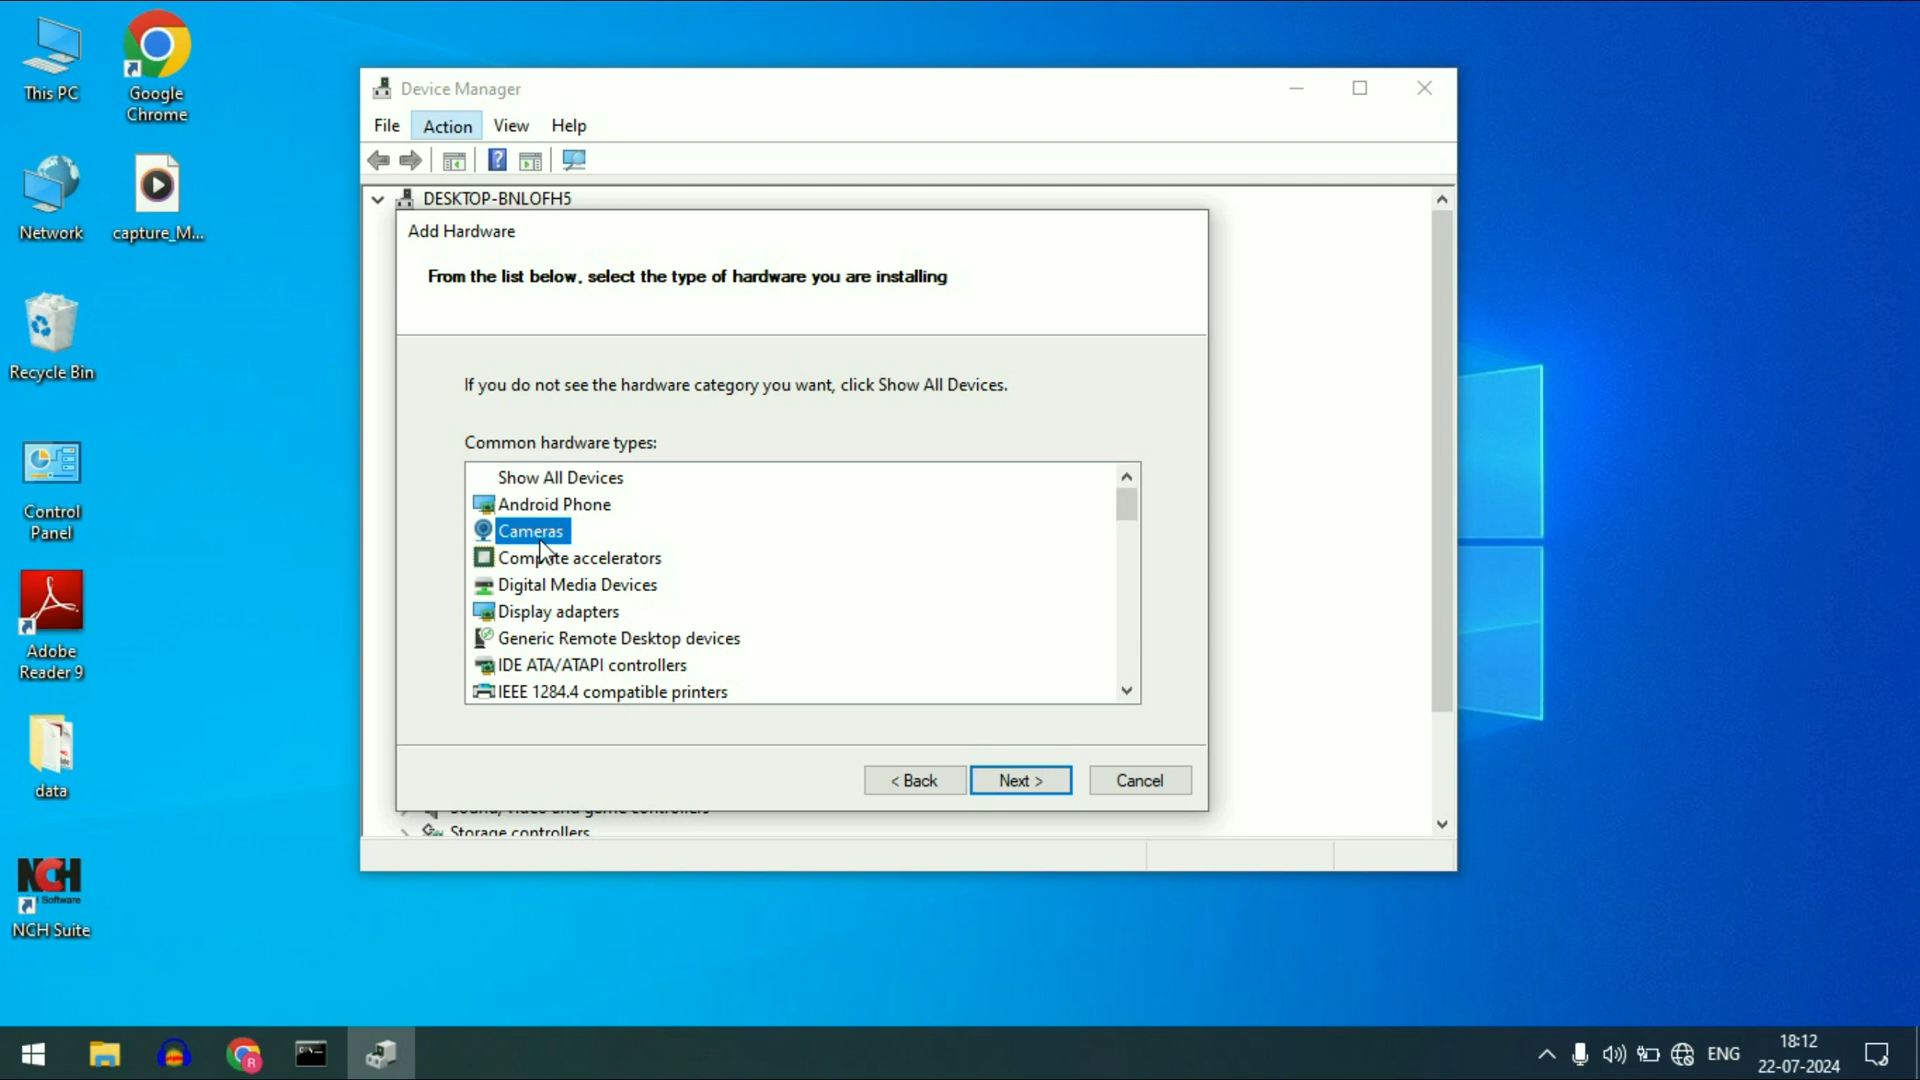 This PC
Google
Chrome
Network
capture_M...
Recycle Bin
Control
Panel
Adobe
Reader 9
data
NCH
Software
NCH Suite
Device Manager
File Action View Help
DESKTOP-BNLOFH5
Add Hardware
From the list below, select the type of hardware you are installing
If you do not see the hardware category you want, click Show All Devices.
Common hardware types:
Show All Devices
Android Phone
Cameras
Compute accelerators
Digital Media Devices
Display adapters
Generic Remote Desktop devices
IDE ATA/ATAPI controllers
IEEE 1284.4 compatible printers
< Back Next > Cancel
Sound, video and game controllers
Storage controllers
R
ENG
18:12
22-07-2024